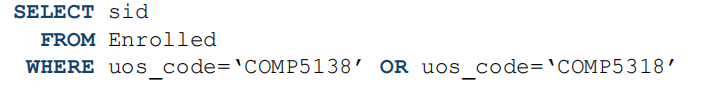 SELECT sid
FROM Enrolled
WHERE uos_code=‘COMP5138’ OR uos_code=‘COMP5318’